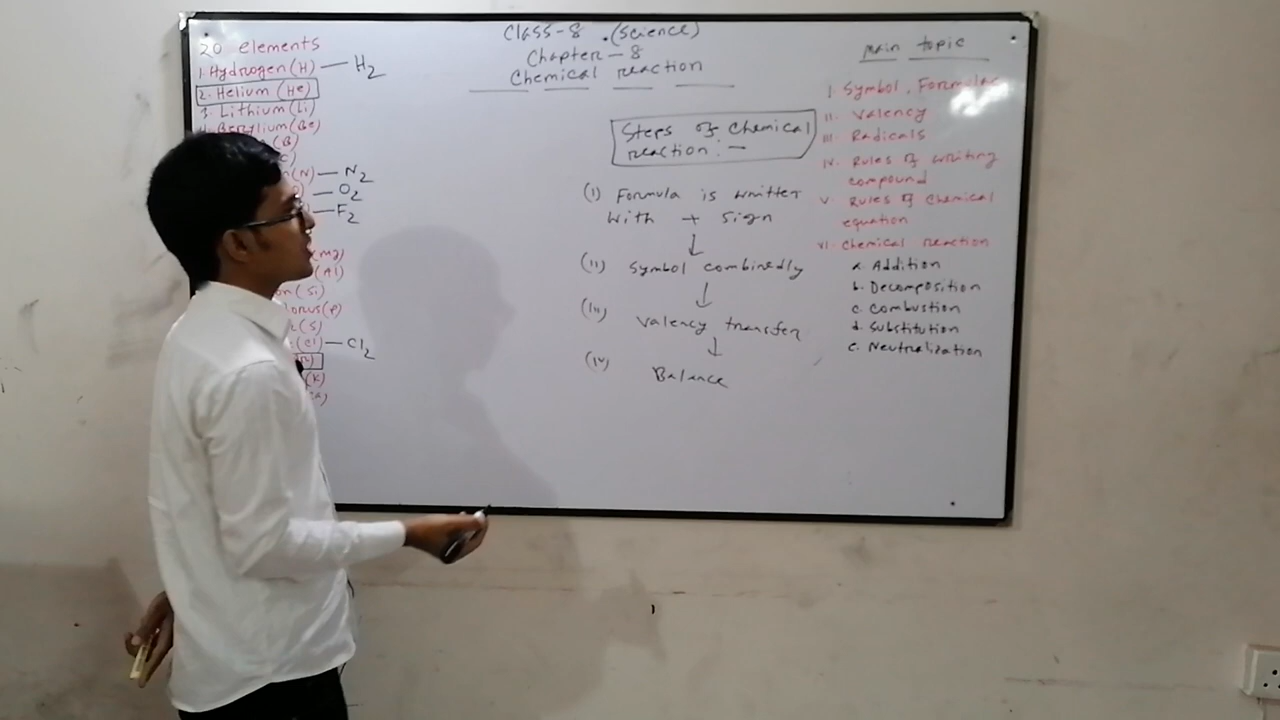 Class-8 .(Science)
Chapter-8
Chemical reaction
20 elements
1. Hydrogen (H) — H2
2. Helium (He)
3. Lithium (Li)
4. Berylium (Be)
(B)
C)
(N) — N2
— O2
— F2
(Mg)
(Al)
on (Si)
orus (P)
(S)
(Cl) — Cl2
(K)
Ca)
Steps of Chemical
reaction:-
(I) Formula is written
with + sign
↓
(II) Symbol combinedly
↓
(III) Valency transfer
↓
(IV) Balance
Main topic
I. Symbol, Formulae
II. Valency
III. Radicals
IV. Rules of writing
compound
V. Rules of Chemical
equation
VI. Chemical reaction
a. Addition
b. Decomposition
c. Combustion
d. Substitution
e. Neutralization